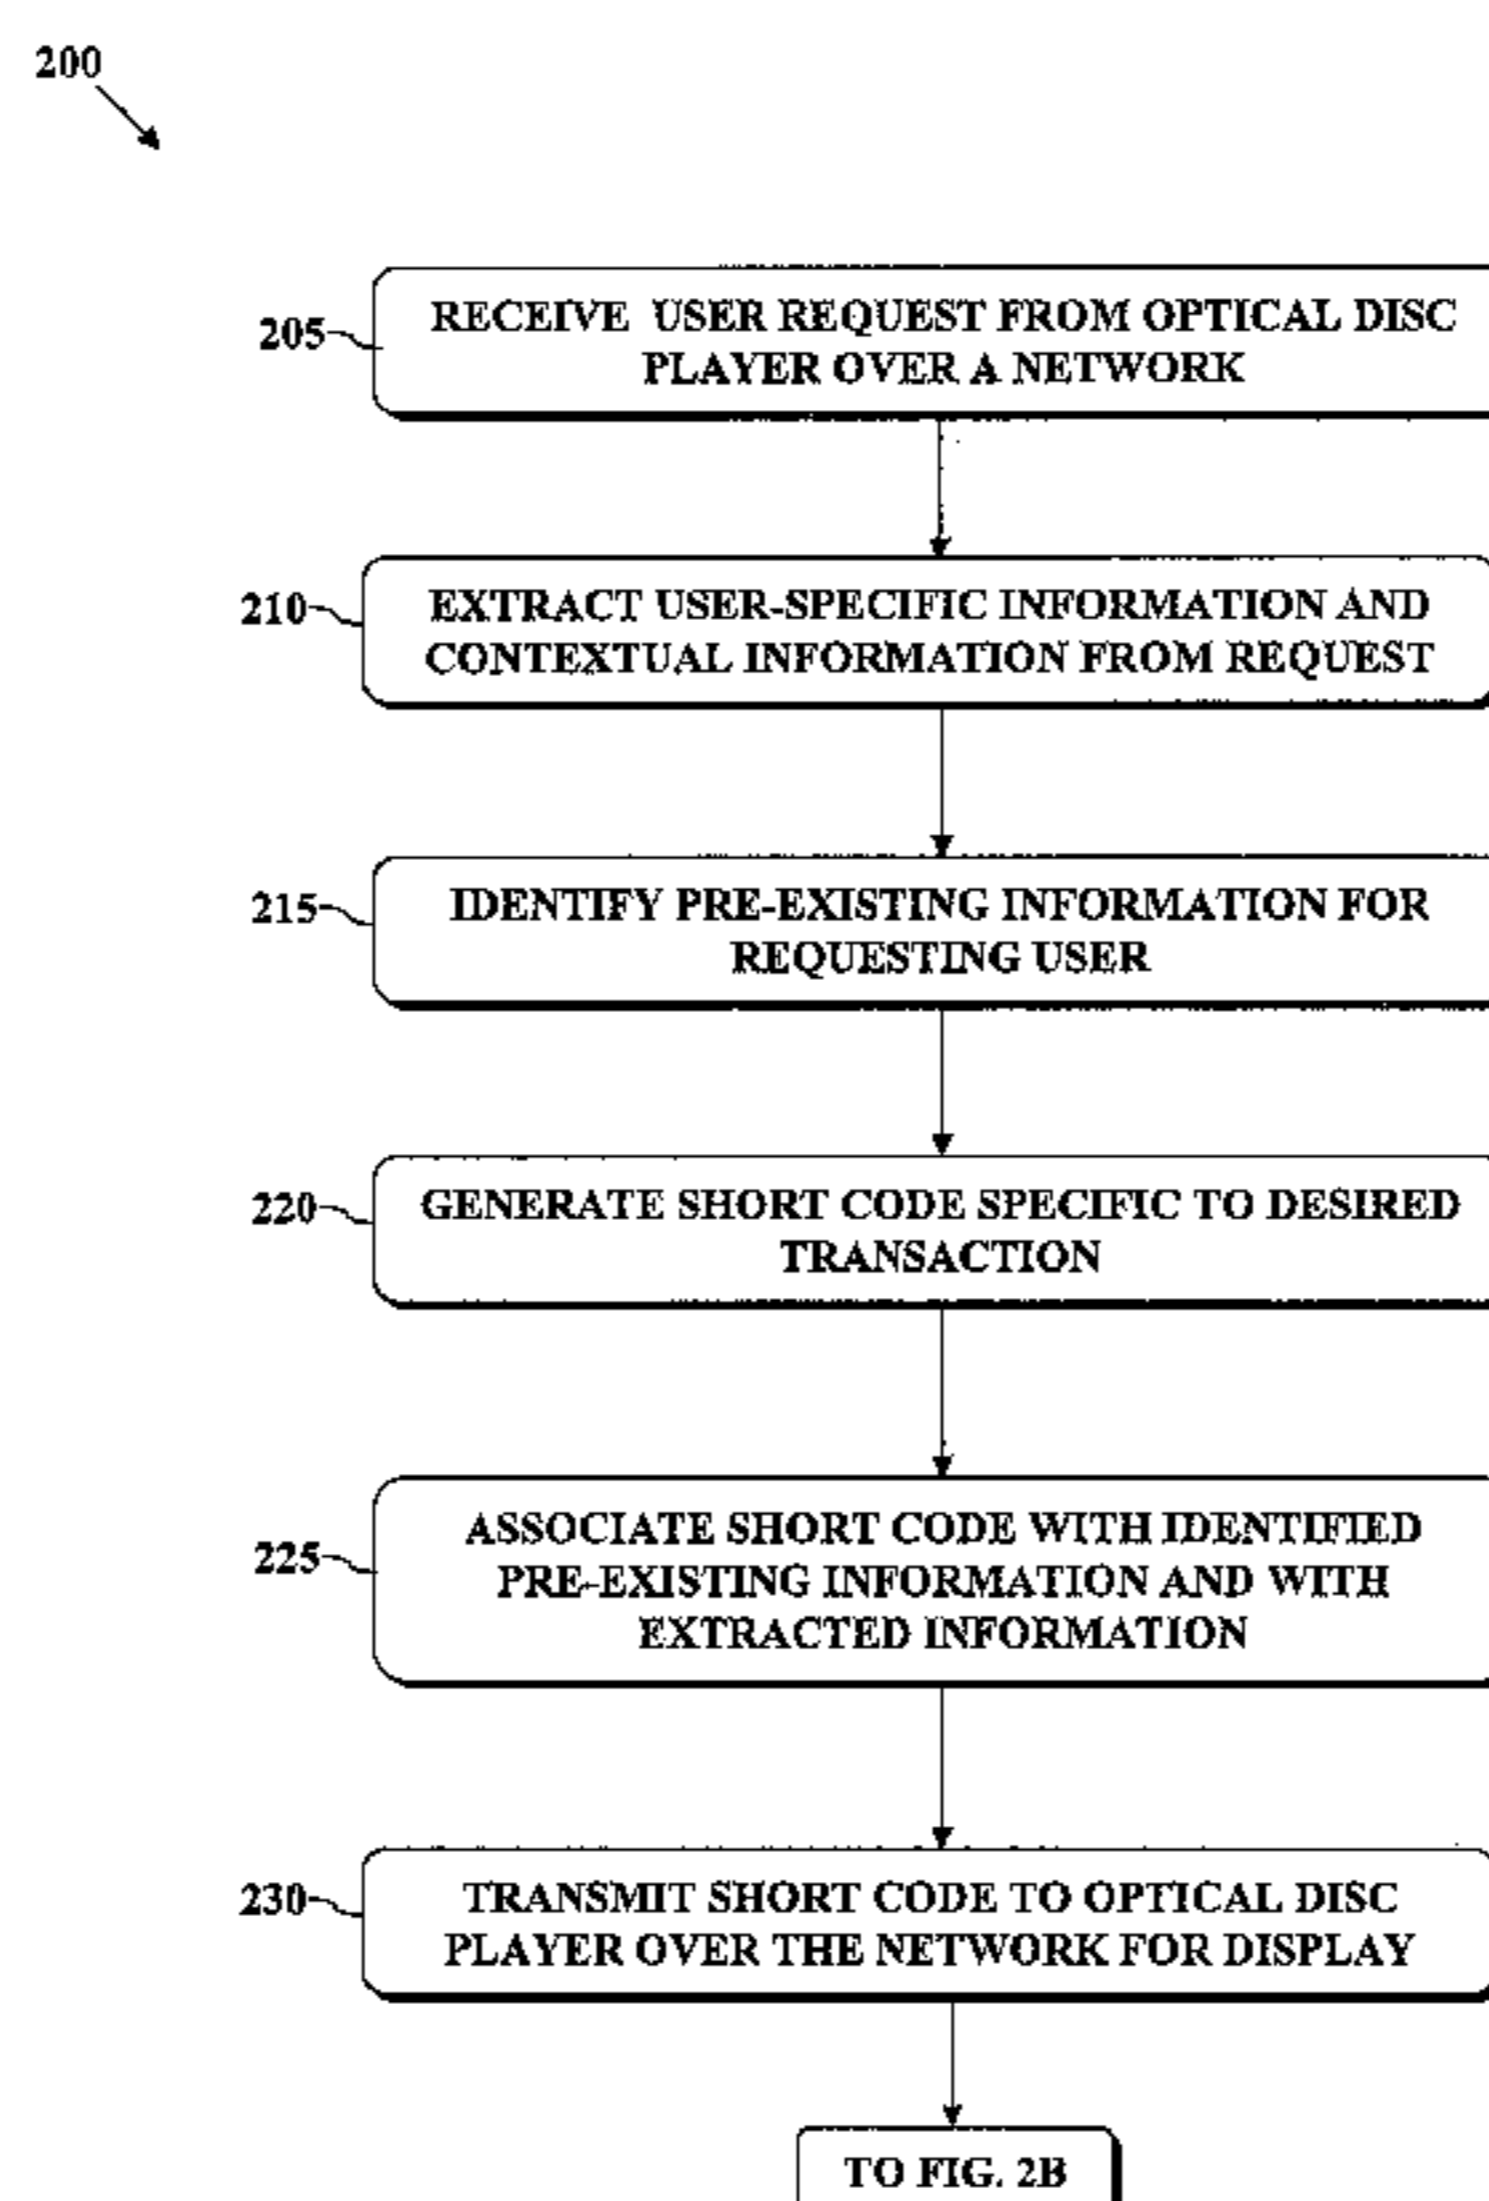 200
205
RECEIVE USER REQUEST FROM OPTICAL DISC
PLAYER OVER A NETWORK
210
EXTRACT USER-SPECIFIC INFORMATION AND
CONTEXTUAL INFORMATION FROM REQUEST
215
IDENTIFY PRE-EXISTING INFORMATION FOR
REQUESTING USER
220
GENERATE SHORT CODE SPECIFIC TO DESIRED
TRANSACTION
225
ASSOCIATE SHORT CODE WITH IDENTIFIED
PRE-EXISTING INFORMATION AND WITH
EXTRACTED INFORMATION
230
TRANSMIT SHORT CODE TO OPTICAL DISC
PLAYER OVER THE NETWORK FOR DISPLAY
TO FIG. 2B